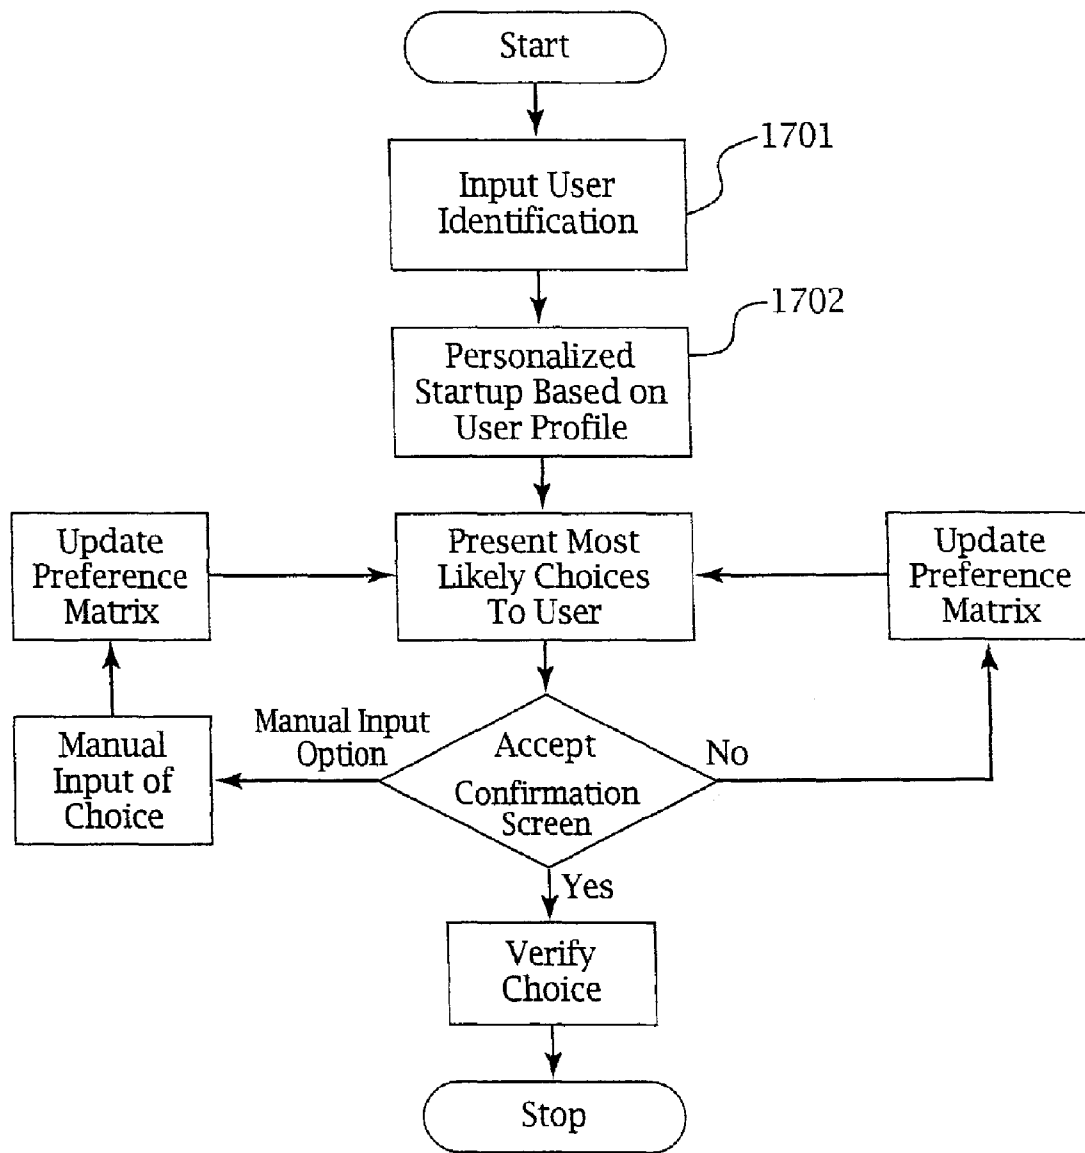 Start
1701
Input User
Identification
1702
Personalized
Startup Based on
User Profile
Update
Preference
Matrix
Present Most
Likely Choices
To User
Update
Preference
Matrix
Manual Input
Option
Accept
Confirmation
Screen
No
Manual
Input of
Choice
Yes
Verify
Choice
Stop